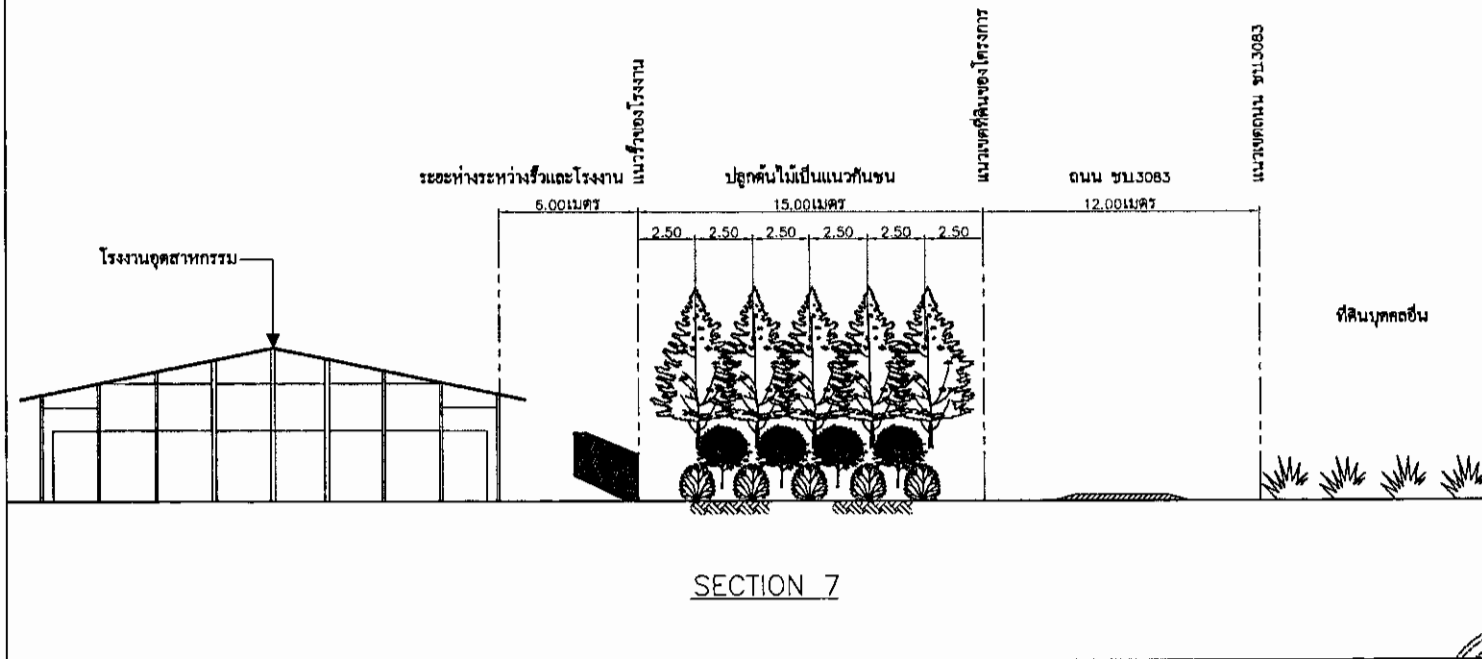 แนวรั้วของโรงงาน
แนวเขตที่ดินของโครงการ
แนวเขตถนน ชบ.3083
ระยะห่างระหว่างรั้วและโรงงาน
ปลูกต้นไม้เป็นแนวกันชน
ถนน ชบ.3083
6.00เมตร
15.00เมตร
12.00เมตร
2.50 2.50 2.50 2.50 2.50 2.50
โรงงานอุตสาหกรรม
ที่ดินบุคคลอื่น
SECTION 7